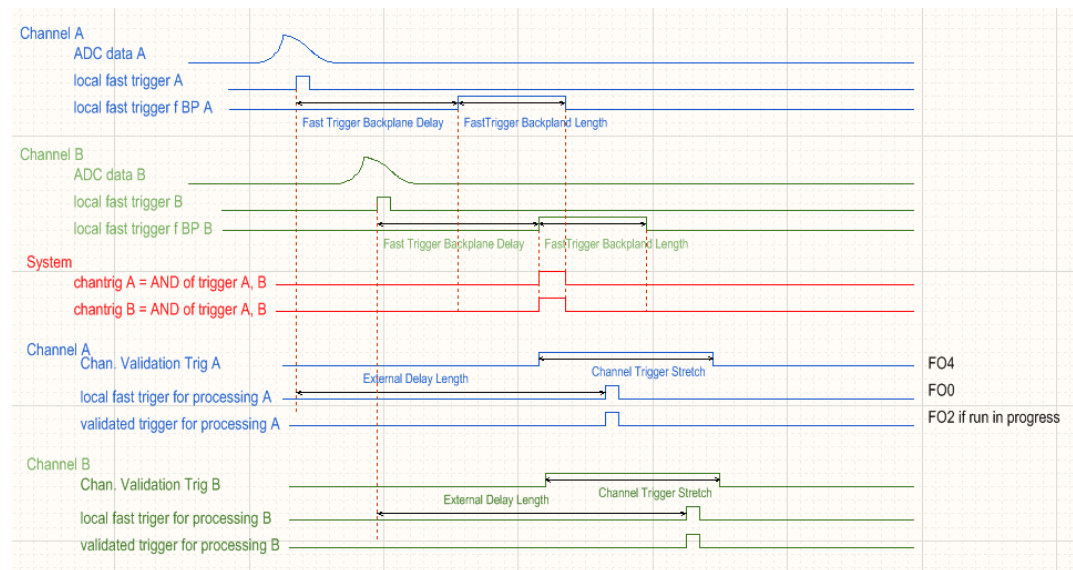 Channel A
ADC data A
local fast trigger A
local fast trigger f BP A
Fast Trigger Backplane Delay FastTrigger Backpland Length
Channel B
ADC data B
local fast trigger B
local fast trigger f BP B
Fast Trigger Backplane Delay FastTrigger Backpland Length
System
chantrig A = AND of trigger A, B
chantrig B = AND of trigger A, B
Channel A
Chan. Validation Trig A FO4
External Delay Length Channel Trigger Stretch
local fast triger for processing A FO0
validated trigger for processing A FO2 if run in progress
Channel B
Chan. Validation Trig B
External Delay Length Channel Trigger Stretch
local fast triger for processing B
validated trigger for processing B